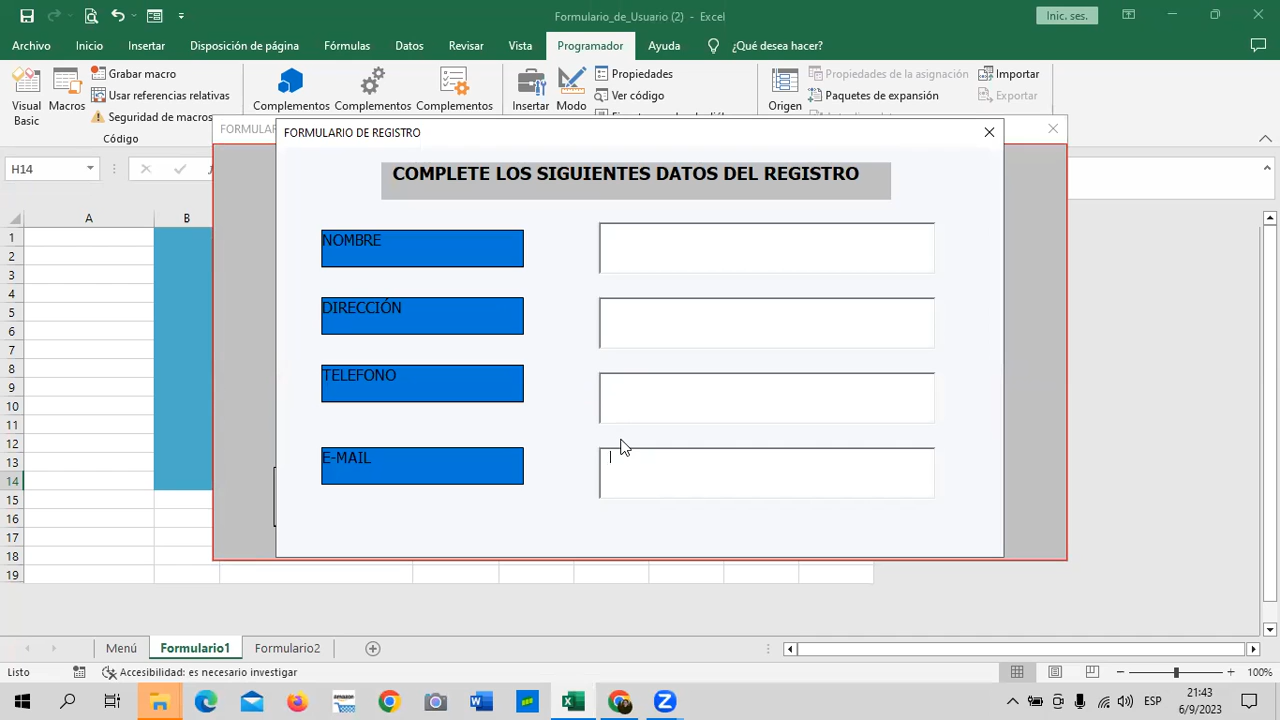 Formulario_de_Usuario (2) - Excel
Inic. ses.
Archivo Inicio Insertar Disposición de página Fórmulas Datos Revisar Vista Programador Ayuda ¿Qué desea hacer?
Visual Basic
Macros
Grabar macro
Usar referencias relativas
Seguridad de macros
Código
Complementos
Complementos
Complementos
Insertar
Modo
Propiedades
Ver código
Origen
Propiedades de la asignación
Paquetes de expansión
Importar
Exportar
FORMULAR
FORMULARIO DE REGISTRO
H14
COMPLETE LOS SIGUIENTES DATOS DEL REGISTRO
NOMBRE
DIRECCIÓN
TELEFONO
E-MAIL
A B
1
2
3
4
5
6
7
8
9
10
11
12
13
14
15
16
17
18
19
Menú Formulario1 Formulario2
Listo Accesibilidad: es necesario investigar 100%
ESP
21:43
6/9/2023